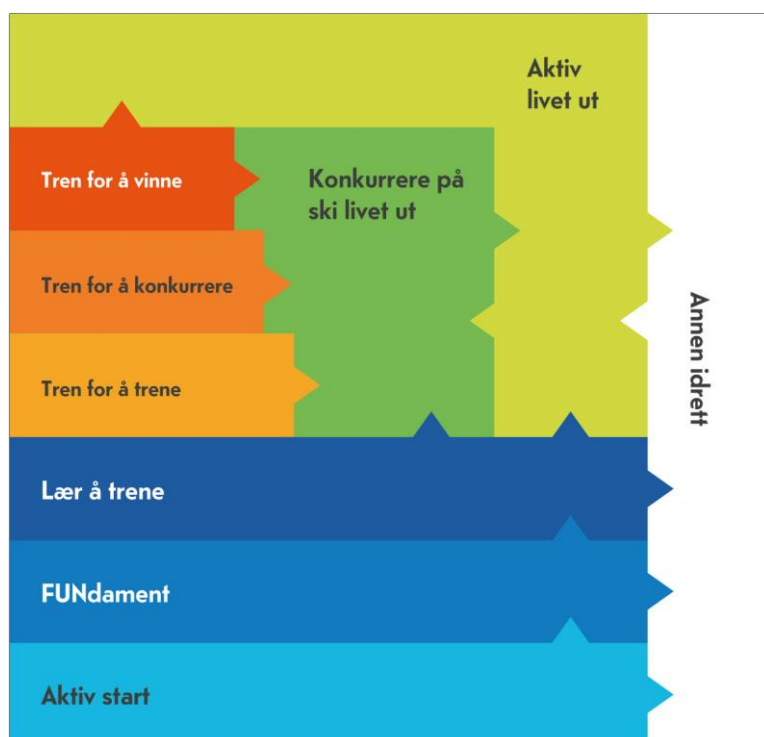 Aktiv
livet ut
Tren for å vinne
Konkurrere på
ski livet ut
Tren for å konkurrere
Annen idrett
Tren for å trene
Lær å trene
FUNdament
Aktiv start